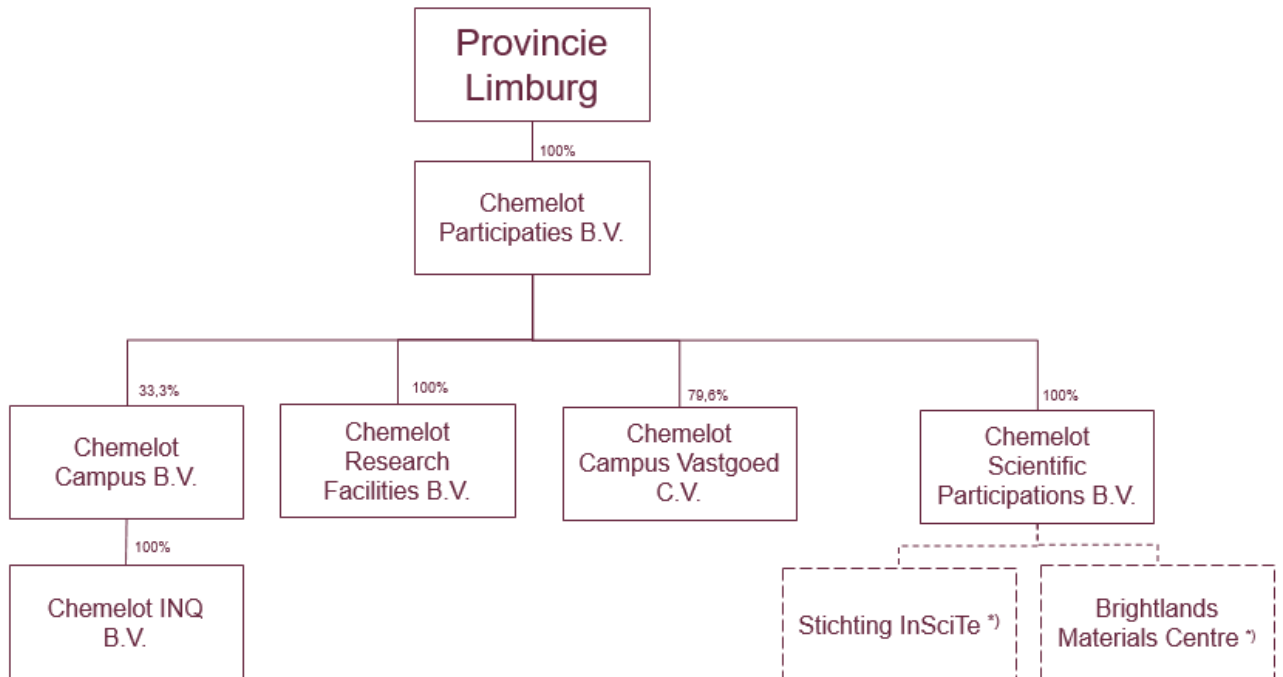 Provincie
Limburg
100%
Chemelot
Participaties B.V.
33,3%
100%
79,6%
100%
Chemelot
Campus B.V.
Chemelot
Research
Facilities B.V.
Chemelot
Campus Vastgoed
C.V.
Chemelot
Scientific
Participations B.V.
100%
Chemelot INQ
B.V.
Stichting InSciTe *)
Brightlands
Materials Centre *)